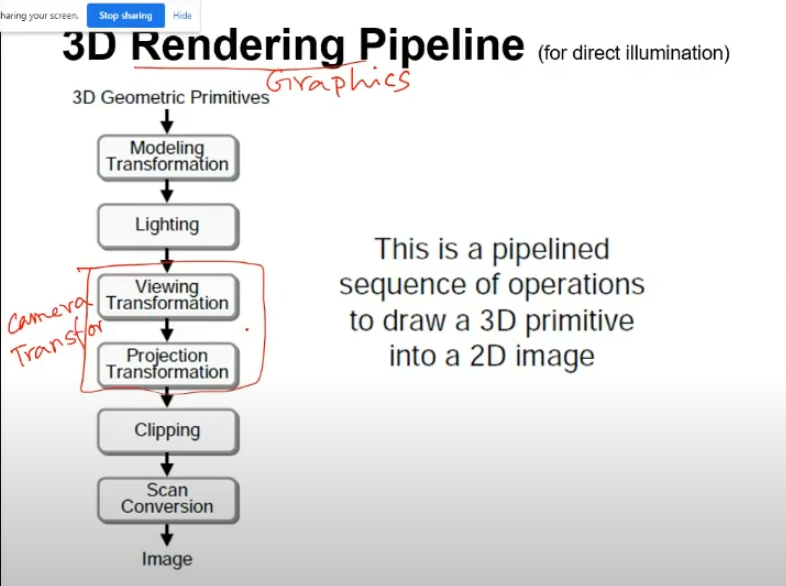 haring your screen. Stop sharing Hide
3D Rendering Pipeline (for direct illumination)
Graphics
3D Geometric Primitives
Modeling
Transformation
Lighting
Viewing
Transformation
Camera
Transfor
Projection
Transformation
Clipping
Scan
Conversion
Image
This is a pipelined
sequence of operations
to draw a 3D primitive
into a 2D image